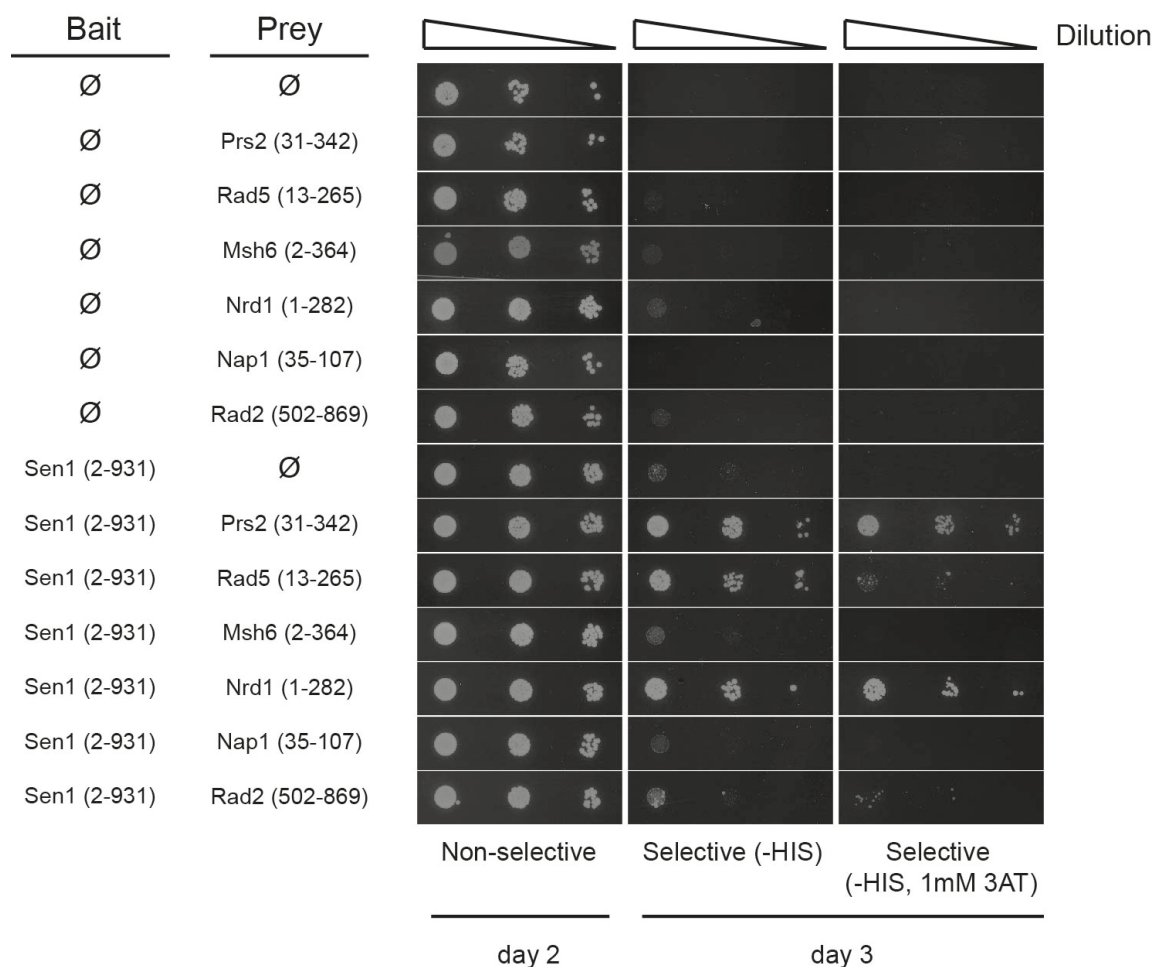 Bait Prey Dilution
Ø Ø
Ø Prs2 (31-342)
Ø Rad5 (13-265)
Ø Msh6 (2-364)
Ø Nrd1 (1-282)
Ø Nap1 (35-107)
Ø Rad2 (502-869)
Sen1 (2-931) Ø
Sen1 (2-931) Prs2 (31-342)
Sen1 (2-931) Rad5 (13-265)
Sen1 (2-931) Msh6 (2-364)
Sen1 (2-931) Nrd1 (1-282)
Sen1 (2-931) Nap1 (35-107)
Sen1 (2-931) Rad2 (502-869)
Non-selective Selective (-HIS) Selective
(-HIS, 1mM 3AT)
day 2 day 3